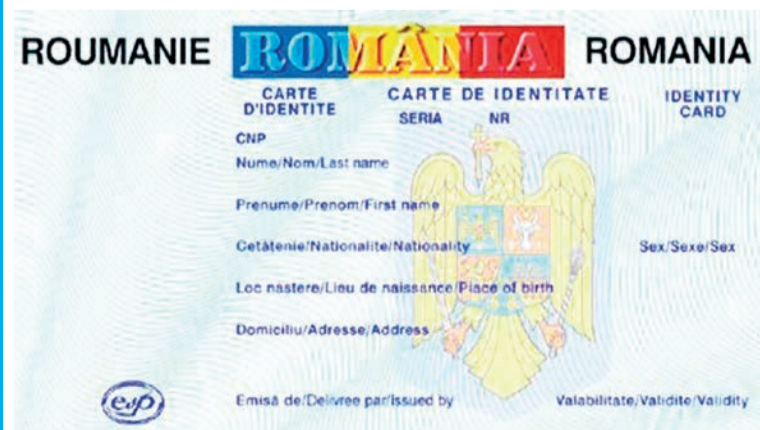 ROUMANIE ROMÂNIA ROMANIA
CARTE D'IDENTITE CARTE DE IDENTITATE IDENTITY CARD
SERIA NR
CNP
Nume/Nom/Last name
Prenume/Prenom/First name
Cetătenie/Nationalite/Nationality Sex/Sexe/Sex
Loc nastere/Lieu de naissance/Place of birth
Domiciliu/Adresse/Address
Emisă de/Delivree par/Issued by Valabilitate/Validite/Validity